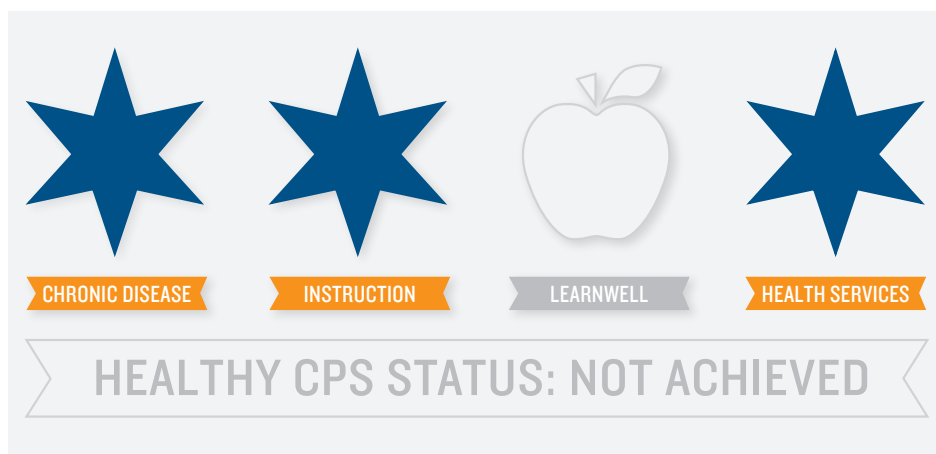 CHRONIC DISEASE
INSTRUCTION
LEARNWELL
HEALTH SERVICES
HEALTHY CPS STATUS: NOT ACHIEVED